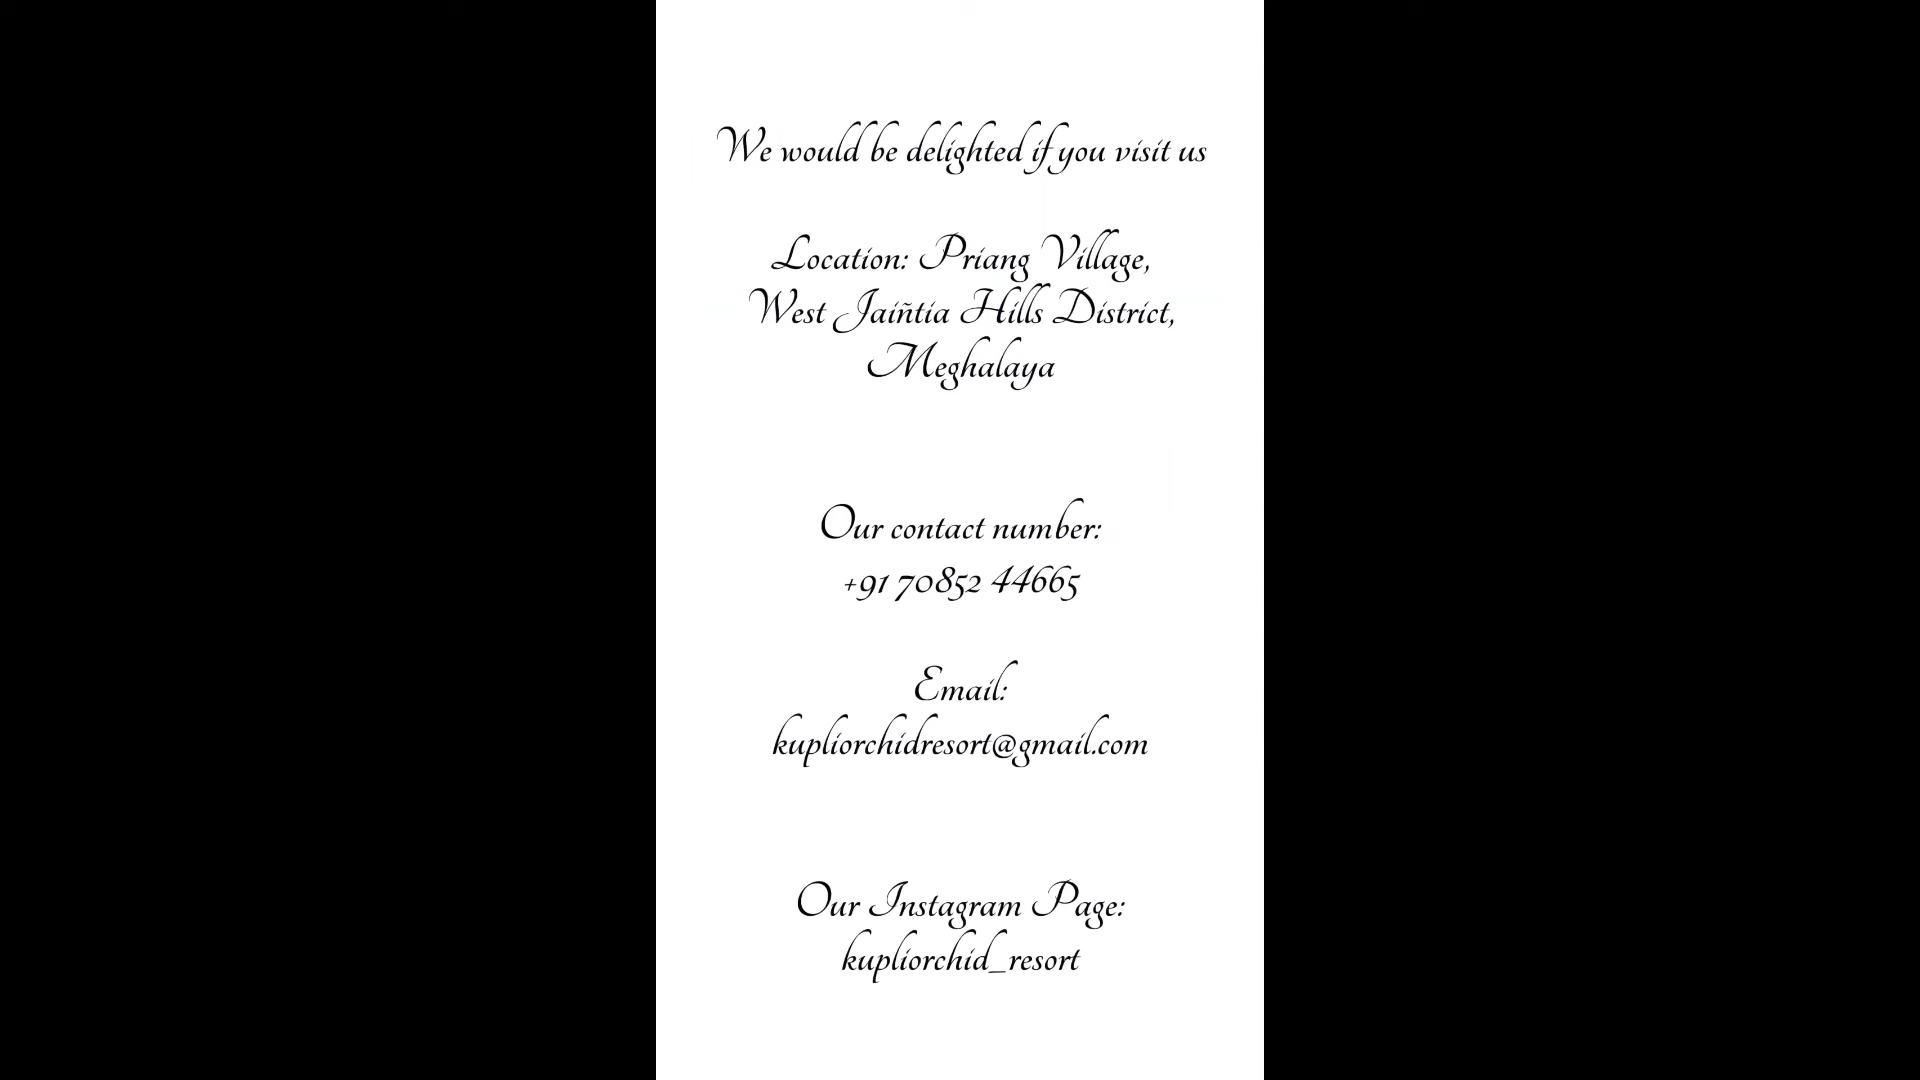 We would be delighted if you visit us
Location: Priang Village,
West Jaiñtia Hills District,
Meghalaya
Our contact number:
+91 70852 44665
Email:
kupliorchidresort@gmail.com
Our Instagram Page:
kupliorchid_resort